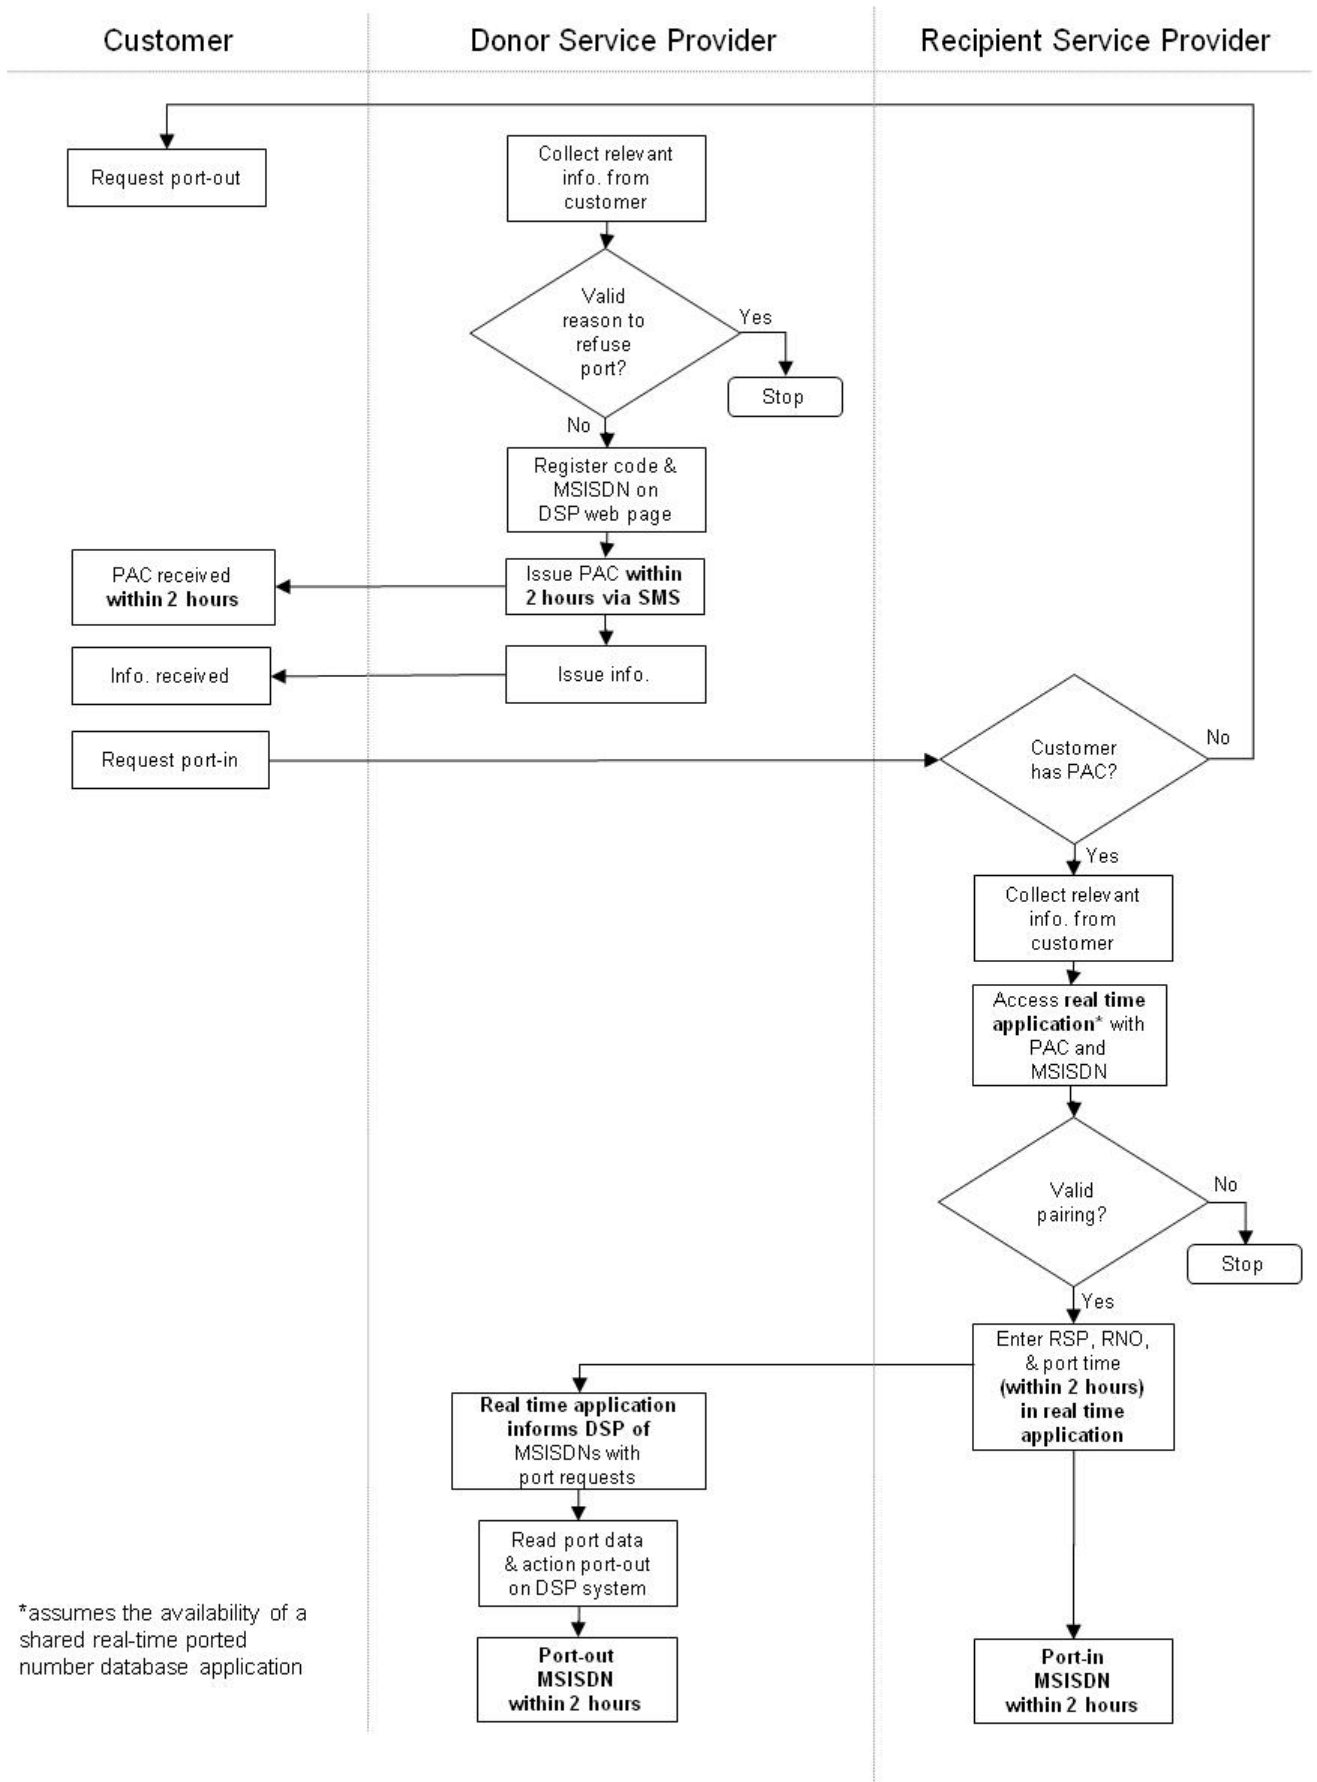 Customer
Donor Service Provider
Recipient Service Provider
Request port-out
Collect relevant
info. from
customer
Valid
reason to
refuse
port?
Yes
Stop
No
Register code &
MSISDN on
DSP web page
PAC received
within 2 hours
Issue PAC within
2 hours via SMS
Info. received
Issue info.
Request port-in
Customer
has PAC?
No
Yes
Collect relevant
info. from
customer
Access real time
application* with
PAC and
MSISDN
Valid
pairing?
No
Stop
Yes
Enter RSP, RNO,
& port time
(within 2 hours)
in real time
application
Real time application
informs DSP of
MSISDNs with
port requests
Read port data
& action port-out
on DSP system
Port-out
MSISDN
within 2 hours
Port-in
MSISDN
within 2 hours
*assumes the availability of a
shared real-time ported
number database application